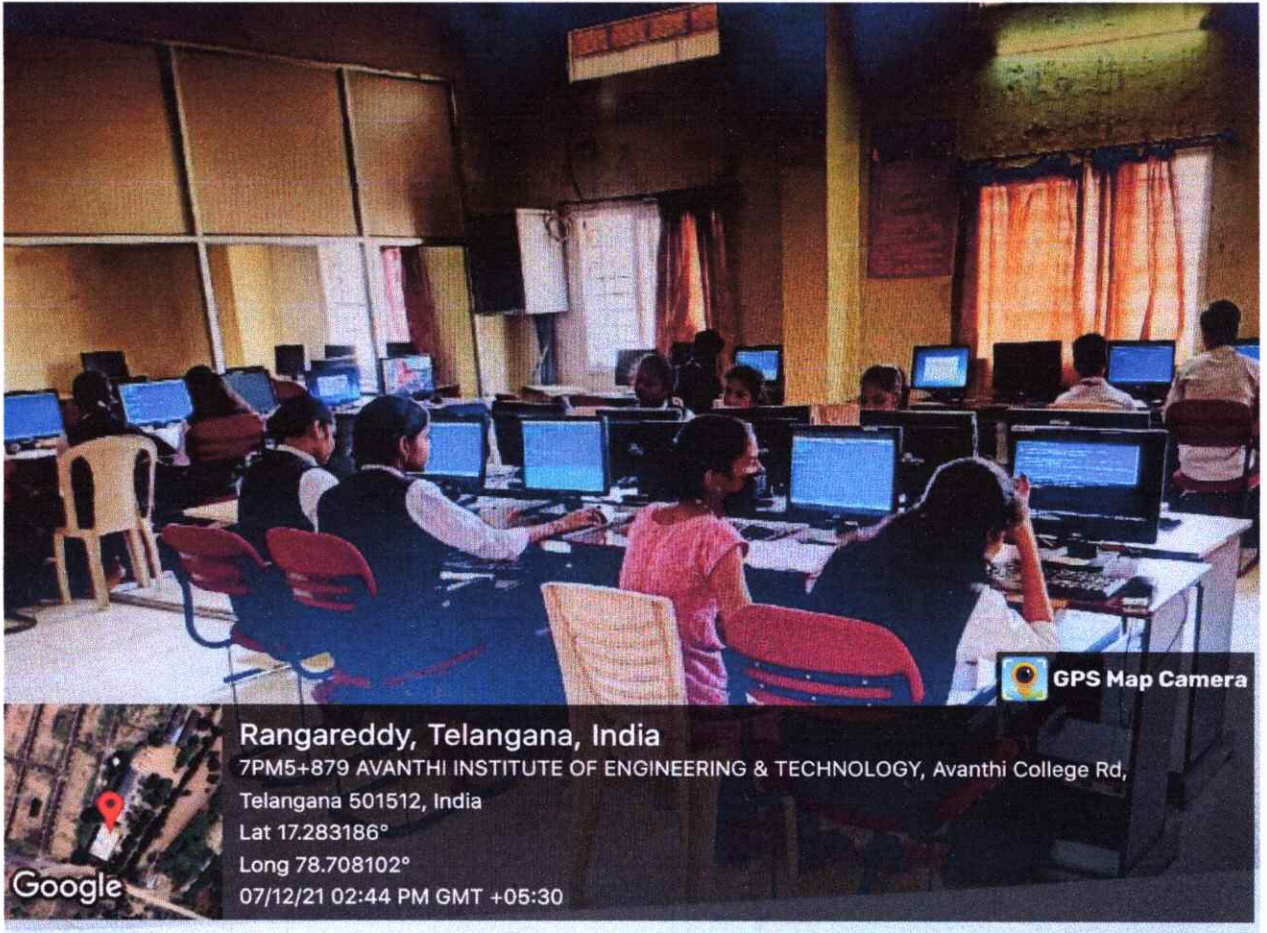 GPS Map Camera
Rangareddy, Telangana, India
7PM5+879 AVANTHI INSTITUTE OF ENGINEERING & TECHNOLOGY, Avanthi College Rd,
Telangana 501512, India
Lat 17.283186°
Long 78.708102°
07/12/21 02:44 PM GMT +05:30
Google